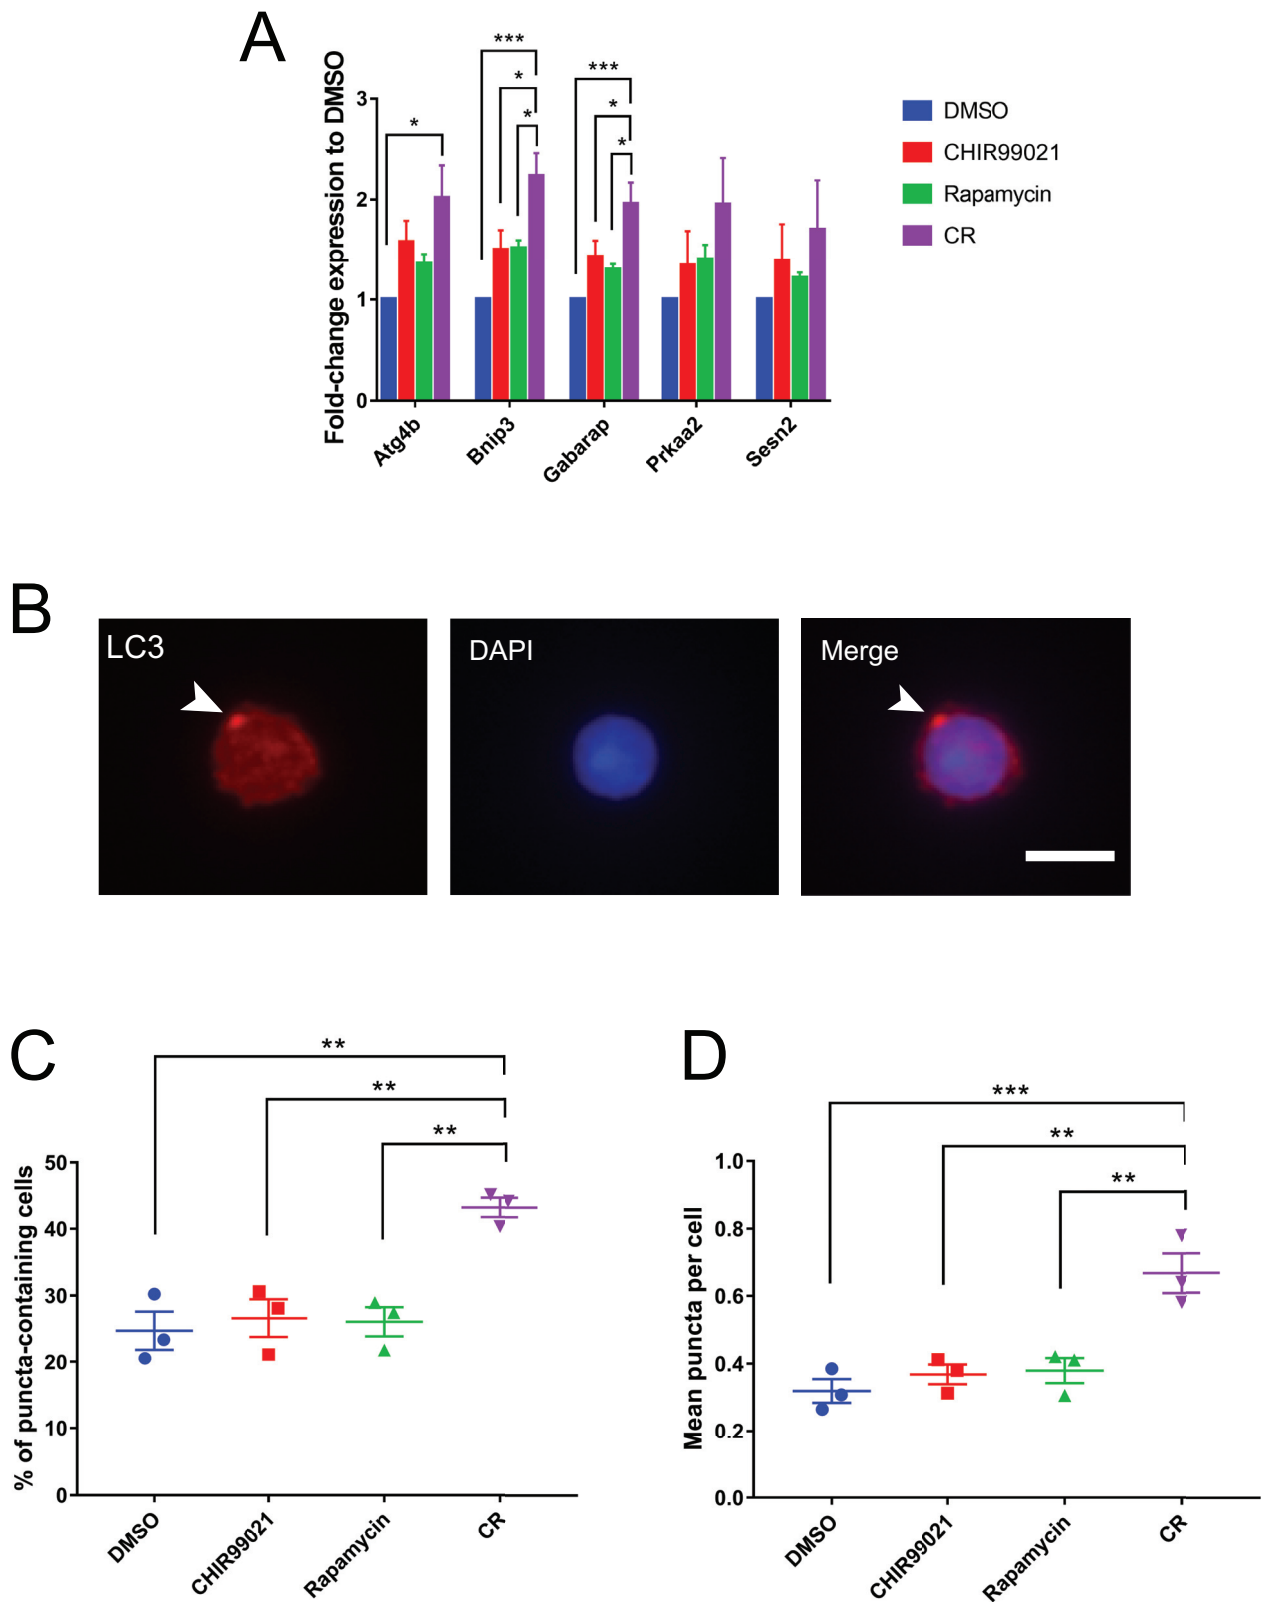 A
Fold-change expression to DMSO
3
2
1
0
***
*
*
*
***
*
*
Atg4b
Bnip3
Gabarap
Prkaa2
Sesn2
DMSO
CHIR99021
Rapamycin
CR
B
LC3
DAPI
Merge
C
% of puncta-containing cells
50
40
30
20
10
0
**
**
**
DMSO
CHIR99021
Rapamycin
CR
D
Mean puncta per cell
1.0
0.8
0.6
0.4
0.2
0.0
***
**
**
DMSO
CHIR99021
Rapamycin
CR